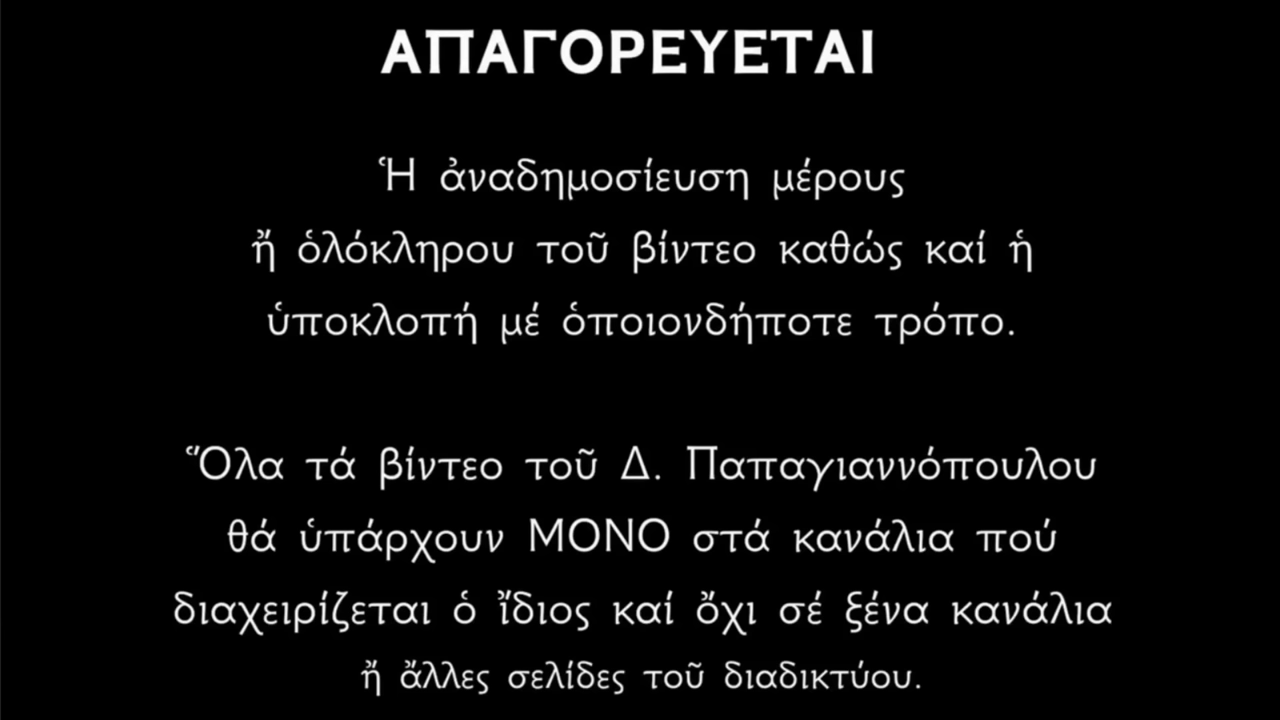 ΑΠΑΓΟΡΕΥΕΤΑΙ
Ἡ ἀναδημοσίευση μέρους
ἤ ὁλόκληρου τοῦ βίντεο καθώς καί ἡ
ὑποκλοπή μέ ὁποιονδήποτε τρόπο.
Ὅλα τά βίντεο τοῦ Δ. Παπαγιαννόπουλου
θά ὑπάρχουν ΜΟΝΟ στά κανάλια πού
διαχειρίζεται ὁ ἴδιος καί ὄχι σέ ξένα κανάλια
ἤ ἄλλες σελίδες τοῦ διαδικτύου.